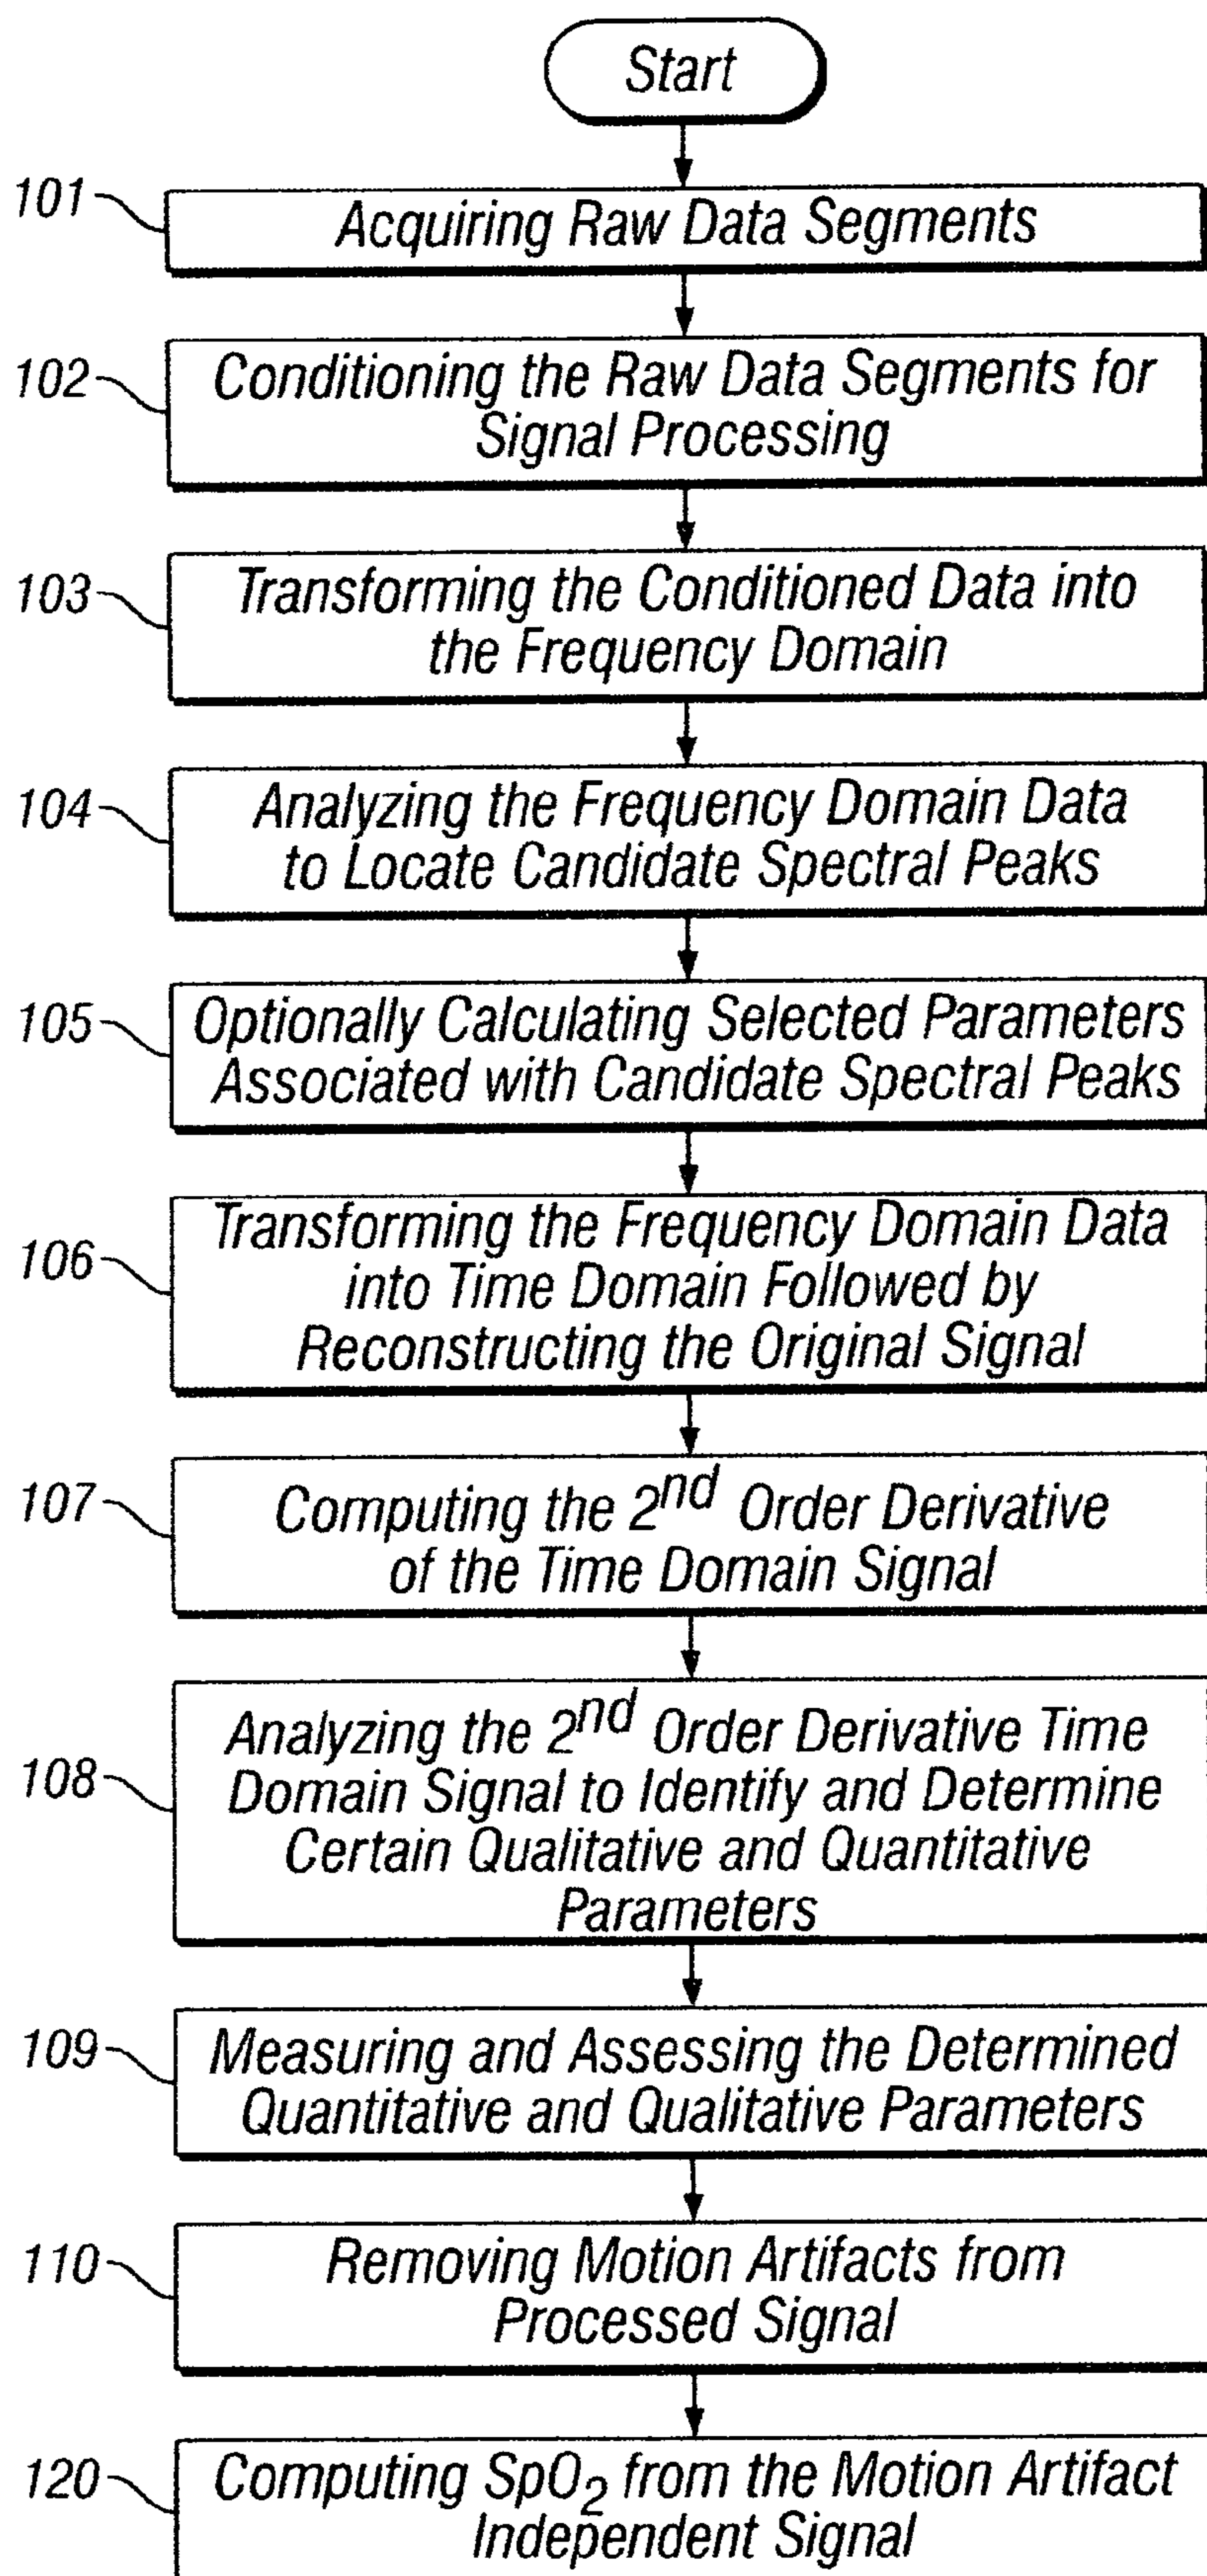 Start
101
Acquiring Raw Data Segments
102
Conditioning the Raw Data Segments for
Signal Processing
103
Transforming the Conditioned Data into
the Frequency Domain
104
Analyzing the Frequency Domain Data
to Locate Candidate Spectral Peaks
105
Optionally Calculating Selected Parameters
Associated with Candidate Spectral Peaks
106
Transforming the Frequency Domain Data
into Time Domain Followed by
Reconstructing the Original Signal
107
Computing the 2nd Order Derivative
of the Time Domain Signal
108
Analyzing the 2nd Order Derivative Time
Domain Signal to Identify and Determine
Certain Qualitative and Quantitative
Parameters
109
Measuring and Assessing the Determined
Quantitative and Qualitative Parameters
110
Removing Motion Artifacts from
Processed Signal
120
Computing SpO2 from the Motion Artifact
Independent Signal